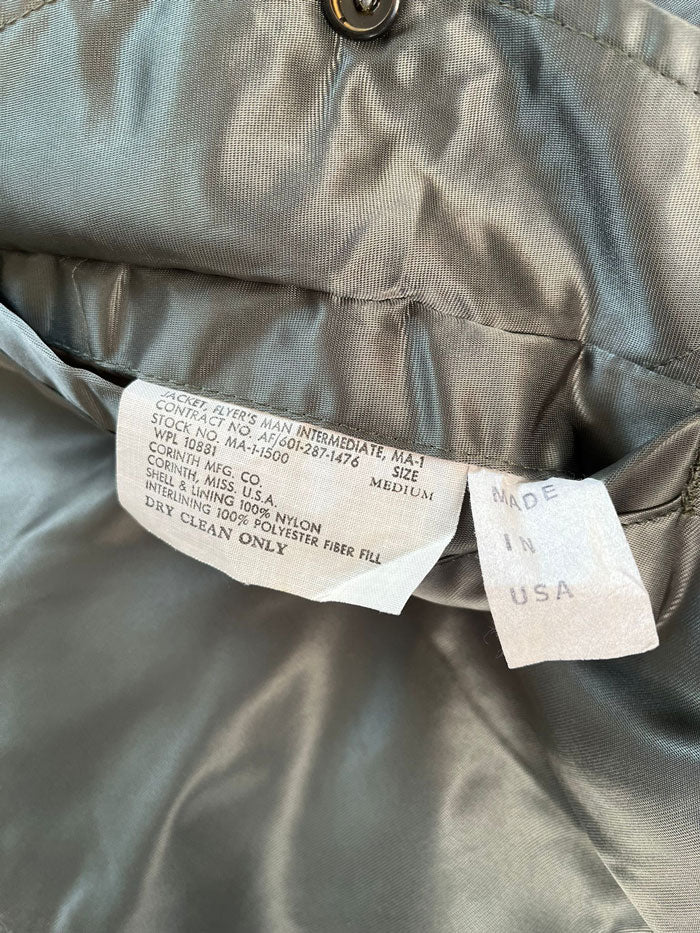 JACKET, FLYER'S MAN INTERMEDIATE, MA-1
CONTRACT NO. AF/601-287-1476
STOCK NO. MA-1-1500
SIZE
WPL 10881
MEDIUM
CORINTH MFG. CO.
CORINTH, MISS. U.S.A.
SHELL & LINING 100% NYLON
INTERLINING 100% POLYESTER FIBER FILL
DRY CLEAN ONLY
MADE
IN
USA